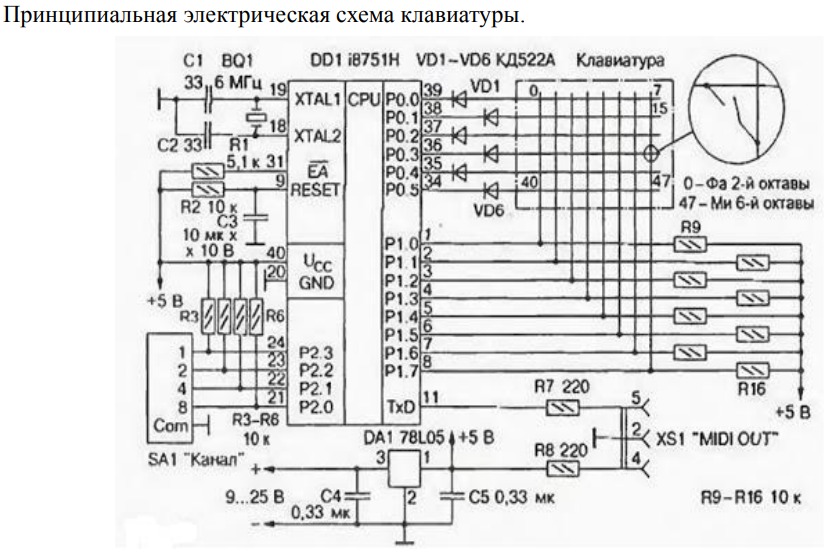 Принципиальная электрическая схема клавиатуры.
C1 BQ1 DD1 i8751H VD1-VD6 КД522А Клавиатура
33 6 МГц
19 XTAL1 CPU P0.0 39 VD1 0 7
P0.1 38 15
C2 33 R1 18 XTAL2 P0.2 37
5,1 к 31 EA P0.3 36
9 RESET P0.4 35
P0.5 34 VD6 40 47
0-Фа 2-й октавы
47-Ми 6-й октавы
R2 10 к
C3
10 мк х
х 10 В
40 UCC P1.0 1 R9
20 GND P1.1 2
+5 В P1.2 3
P1.3 4
R3 R6 P1.4 5
P1.5 6
1 24 P2.3 P1.6 7
2 23 P2.2 P1.7 8 R16
4 22 P2.1
8 21 P2.0 TxD 11 R7 220 5
+5 В
Com
R3-R6
10 к
SA1 "Канал"
DA1 78L05 +5 В R8 220 2 XS1 "MIDI OUT"
+ 3 1 4
9...25 В C4 2 C5 0,33 мк R9-R16 10 к
0,33 мк
-